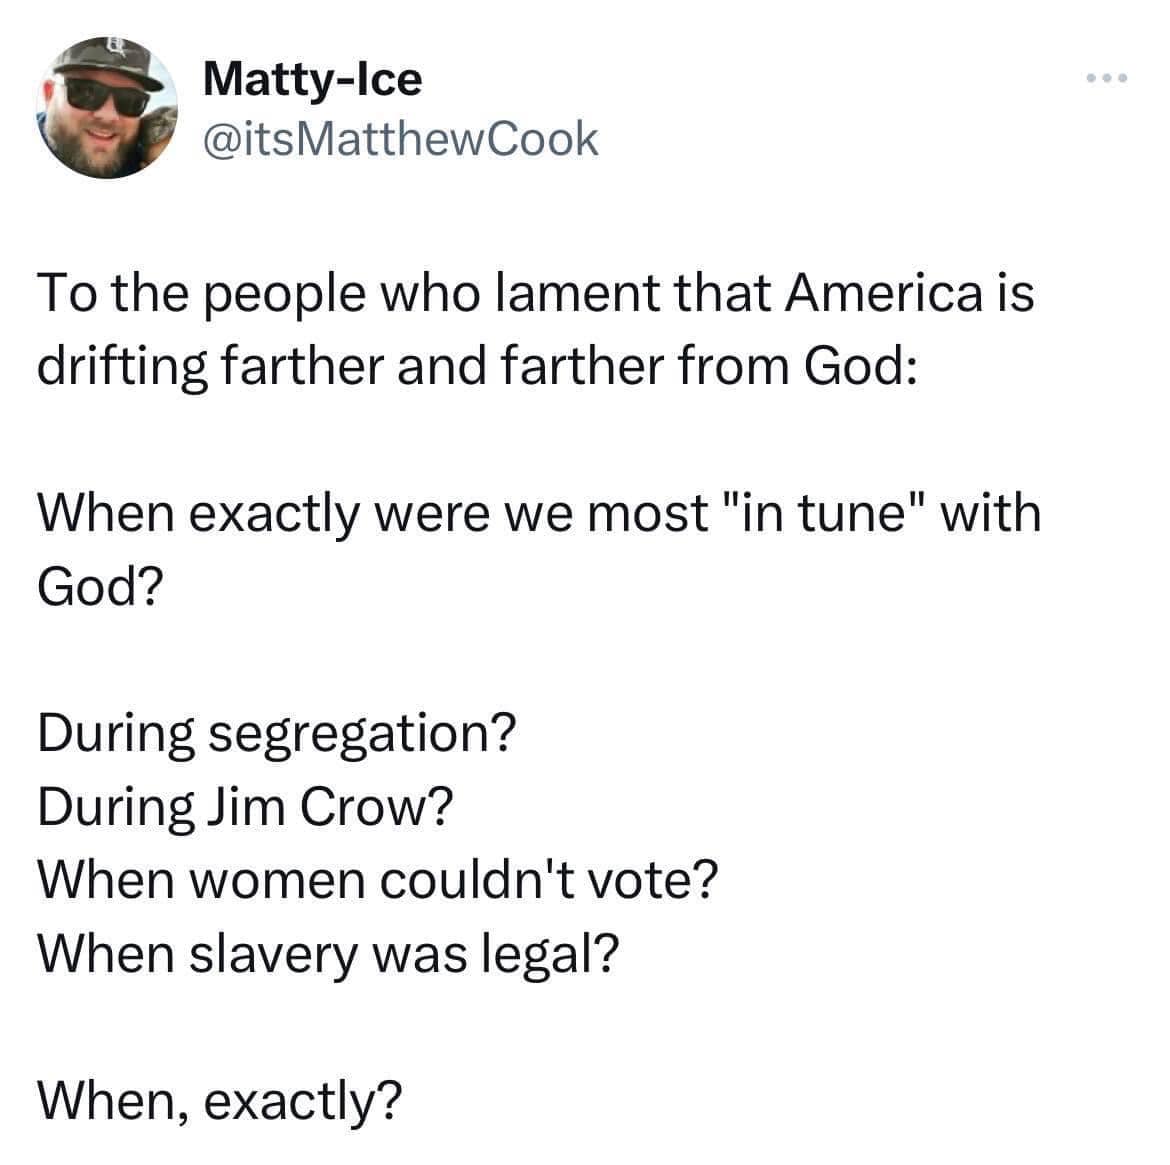 Matty-Ice
@itsMatthewCook
To the people who lament that America is
drifting farther and farther from God:
When exactly were we most "in tune" with
God?
During segregation?
During Jim Crow?
When women couldn't vote?
When slavery was legal?
When, exactly?